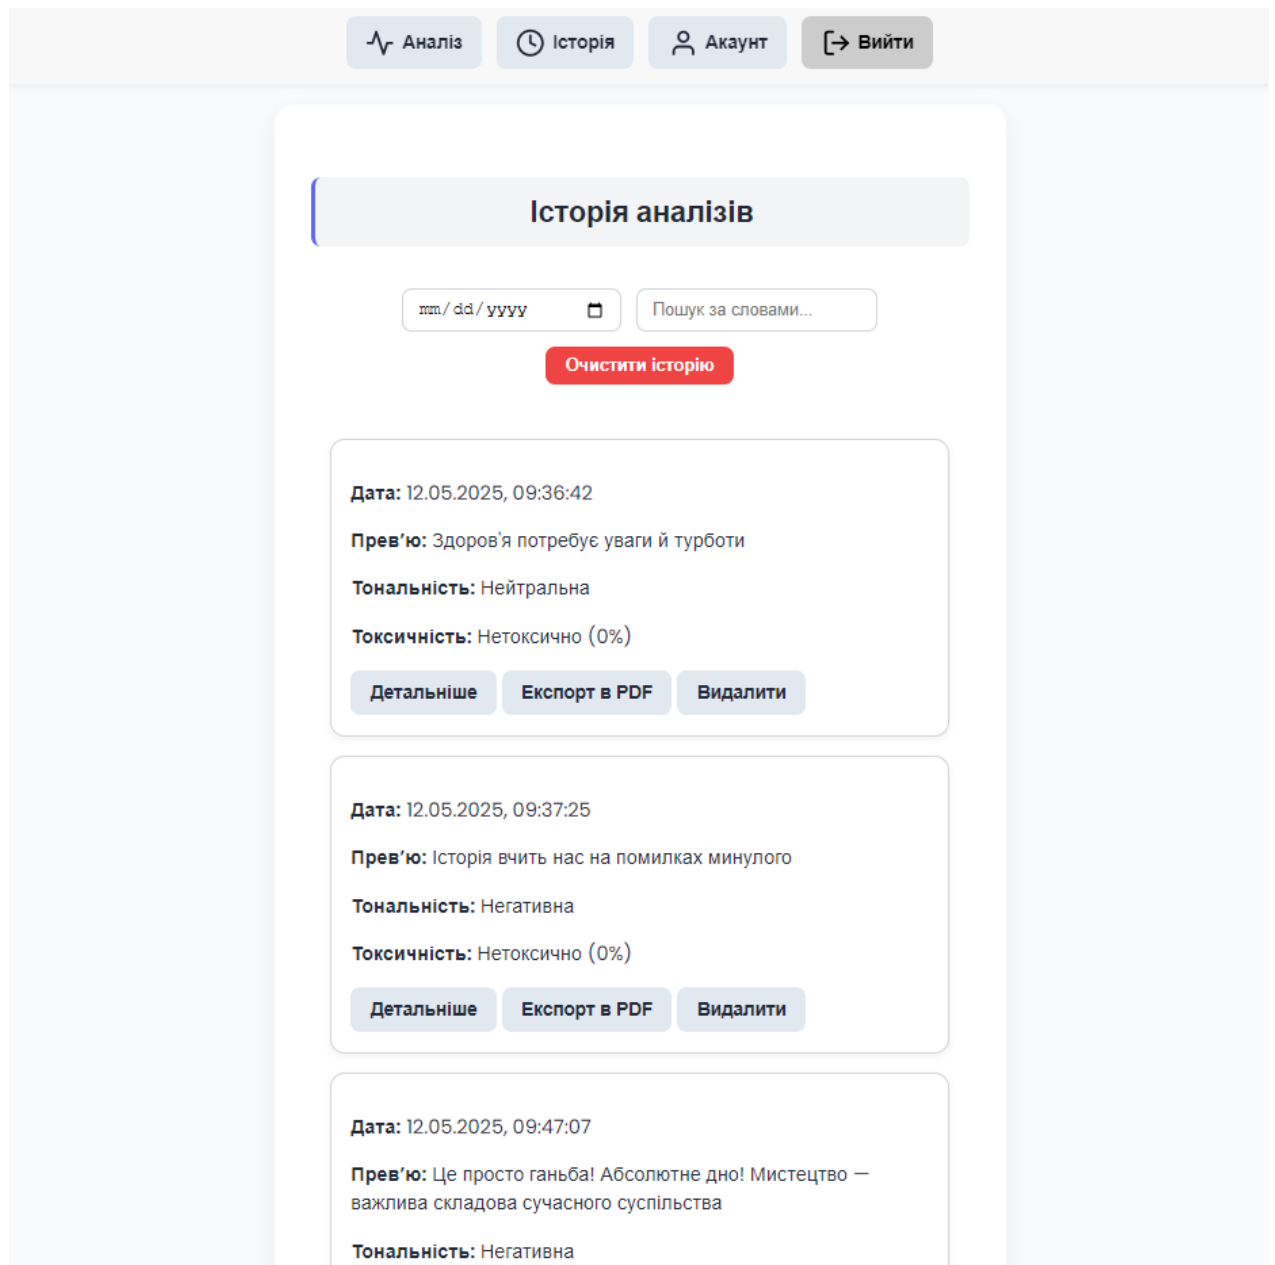 Аналіз Історія Акаунт Вийти
Історія аналізів
mm/dd/yyyy Пошук за словами...
Очистити історію
Дата: 12.05.2025, 09:36:42
Прев’ю: Здоров'я потребує уваги й турботи
Тональність: Нейтральна
Токсичність: Нетоксично (0%)
Детальніше Експорт в PDF Видалити
Дата: 12.05.2025, 09:37:25
Прев’ю: Історія вчить нас на помилках минулого
Тональність: Негативна
Токсичність: Нетоксично (0%)
Детальніше Експорт в PDF Видалити
Дата: 12.05.2025, 09:47:07
Прев’ю: Це просто ганьба! Абсолютне дно! Мистецтво —
важлива складова сучасного суспільства
Тональність: Негативна